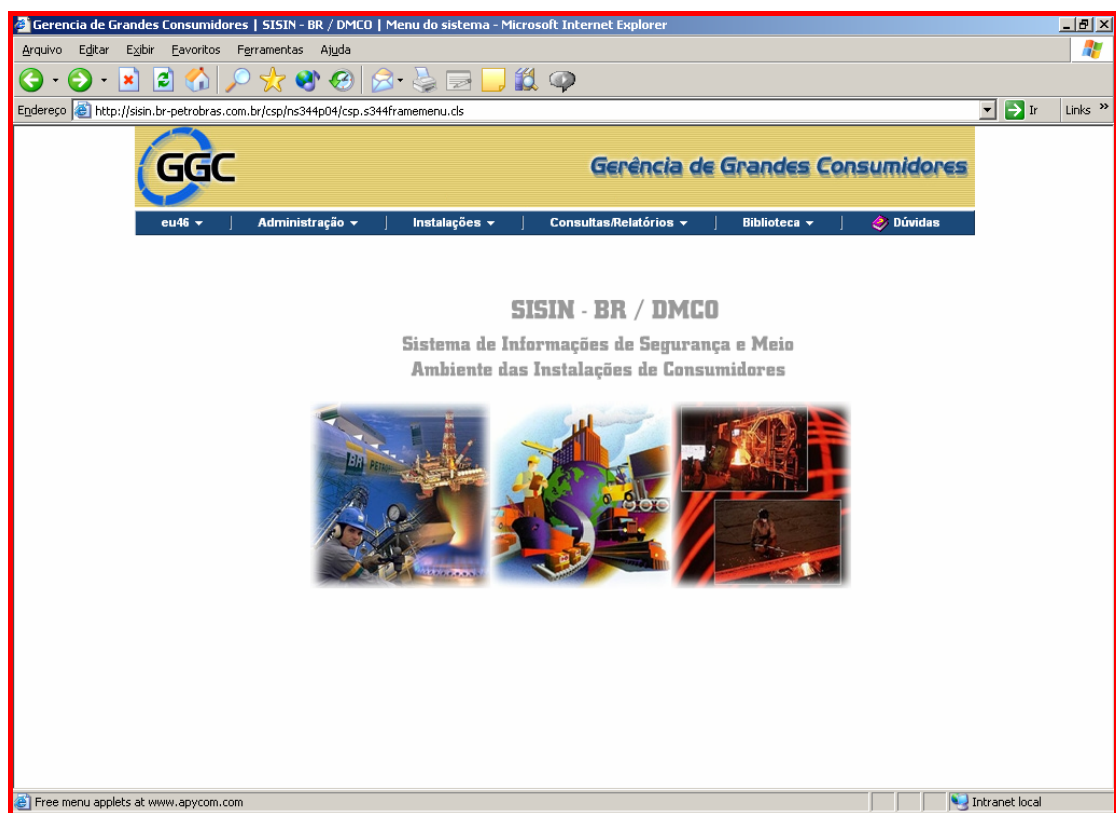 Gerencia de Grandes Consumidores | SISIN - BR / DMCO | Menu do sistema - Microsoft Internet Explorer
Arquivo Editar Exibir Favoritos Ferramentas Ajuda
Endereço http://sisin.br-petrobras.com.br/csp/ns344p04/csp.s344framemenu.cls Ir Links »
GGC Gerência de Grandes Consumidores
eu46 Administração Instalações Consultas/Relatórios Biblioteca Dúvidas
SISIN - BR / DMCO
Sistema de Informações de Segurança e Meio
Ambiente das Instalações de Consumidores
BR
Free menu applets at www.apycom.com Intranet local